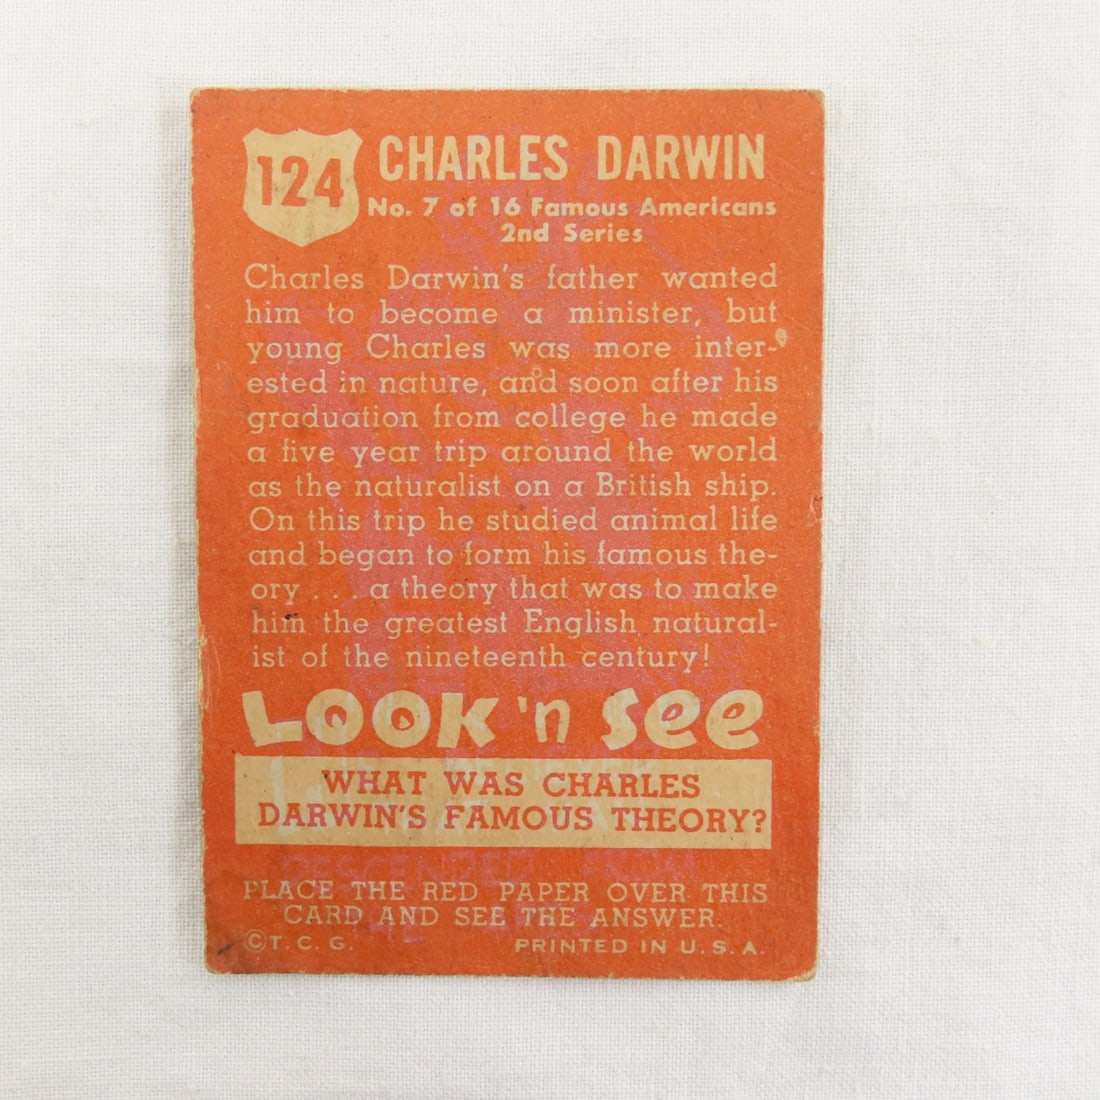 124
CHARLES DARWIN
No. 7 of 16 Famous Americans
2nd Series
Charles Darwin's father wanted
him to become a minister, but
young Charles was more inter-
ested in nature, and soon after his
graduation from college he made
a five year trip around the world
as the naturalist on a British ship.
On this trip he studied animal life
and began to form his famous the-
ory . . . a theory that was to make
him the greatest English natural-
ist of the nineteenth century!
LOOK 'n See
WHAT WAS CHARLES
DARWIN'S FAMOUS THEORY?
PLACE THE RED PAPER OVER THIS
CARD AND SEE THE ANSWER.
©T. C. G. PRINTED IN U. S. A.